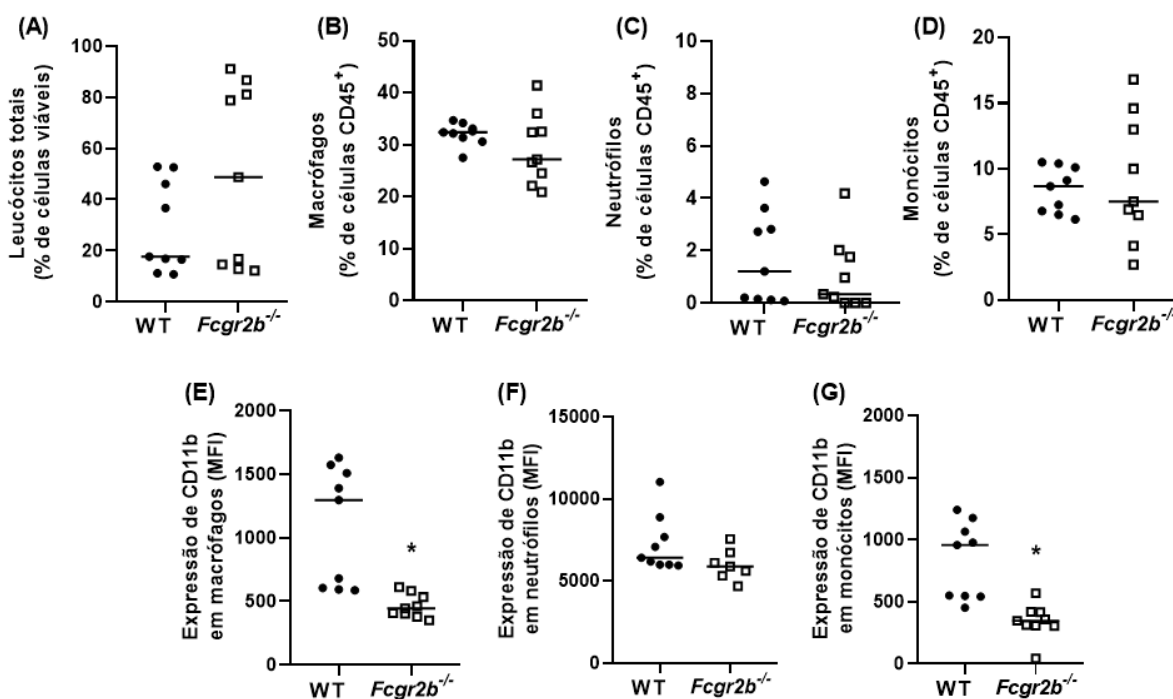 (A)
Leucócitos totais
(% de células viáveis)
100
80
60
40
20
0
WT
Fcgr2b-/-
(B)
Macrófagos
(% de células CD45+)
50
40
30
20
10
0
WT
Fcgr2b-/-
(C)
Neutrófilos
(% de células CD45+)
10
8
6
4
2
0
WT
Fcgr2b-/-
(D)
Monócitos
(% de células CD45+)
20
15
10
5
0
WT
Fcgr2b-/-
(E)
Expressão de CD11b
em macrófagos (MFI)
2000
1500
1000
500
0
*
WT
Fcgr2b-/-
(F)
Expressão de CD11b
em neutrófilos (MFI)
15000
10000
5000
0
WT
Fcgr2b-/-
(G)
Expressão de CD11b
em monócitos (MFI)
2000
1500
1000
500
0
*
WT
Fcgr2b-/-